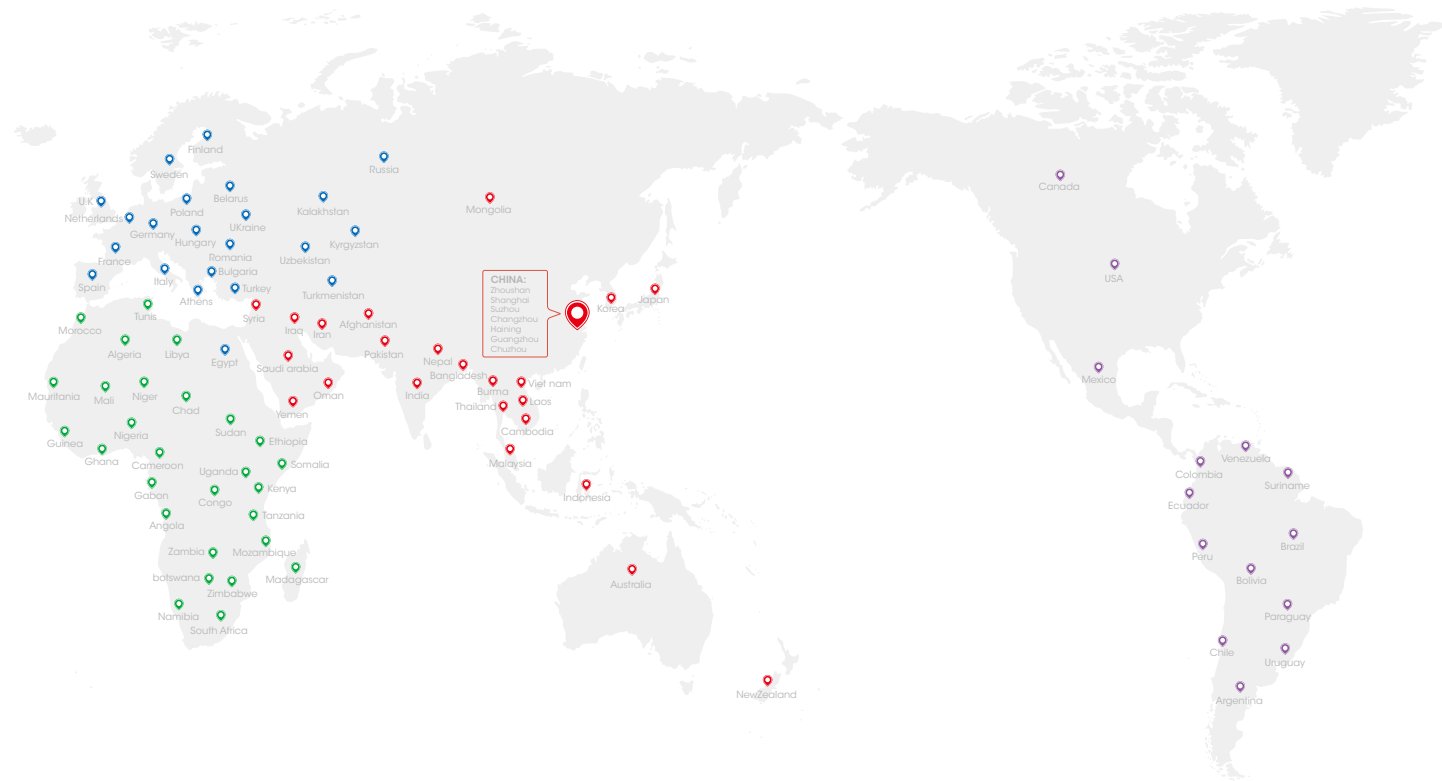 Finland
Sweden
Russia
Canada
U.K
Belarus
Poland
Kalakhstan
Mongolia
Netherlands
UKraine
Germany
Hungary
Kyrgyzstan
Romania
Uzbekistan
France
Bulgaria
USA
Italy
Spain
Turkey
Athens
Turkmenistan
CHINA:
Zhoushan
Shanghai
Suzhou
Changzhou
Haining
Guangzhou
Chuzhou
Japan
Korea
Tunis
Syria
Marocco
Iraq
Iran
Afghanistan
Algeria
Libya
Egypt
Pakistan
Nepal
Saudi arabia
Bangladesh
Mexico
Viet nam
Mauritania
Mali
Niger
Oman
India
Burma
Laos
Chad
Thailand
Yemen
Sudan
Cambodia
Guinea
Nigeria
Ethiopia
Ghana
Cameroon
Somalia
Malaysia
Venezuela
Uganda
Colombia
Gabon
Congo
Kenya
Indonesia
Suriname
Ecuador
Angola
Tanzania
Zambia
Mozambique
Brazil
Peru
botswana
Madagascar
Australia
Bolivia
Zimbabwe
Namibia
Paraguay
South Africa
Chile
Uruguay
NewZealand
Argentina